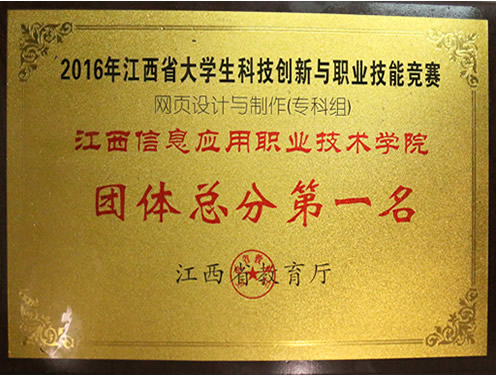 2016年江西省大学生科技创新与职业技能竞赛
网页设计与制作(专科组)
江西信息应用职业技术学院
团体总分第一名
江西省教育厅